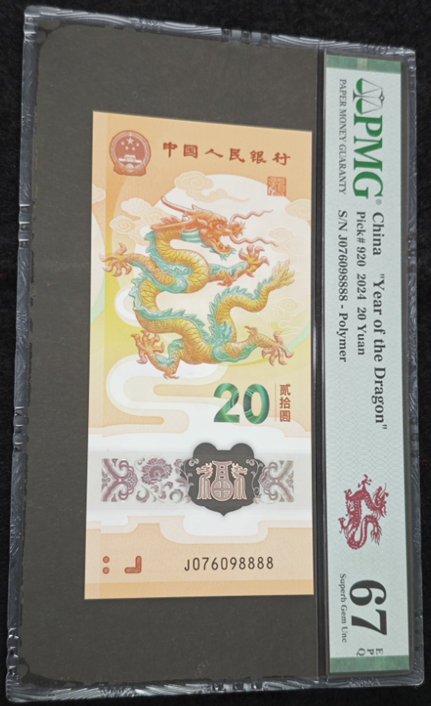 中国人民银行
20
贰拾圆
J076098888
PMG®
PAPER MONEY GUARANTY
China "Year of the Dragon"
Pick# 920 2024 20 Yuan
S/N J076098888 - Polymer
67 EPQ
Superb Gem Unc